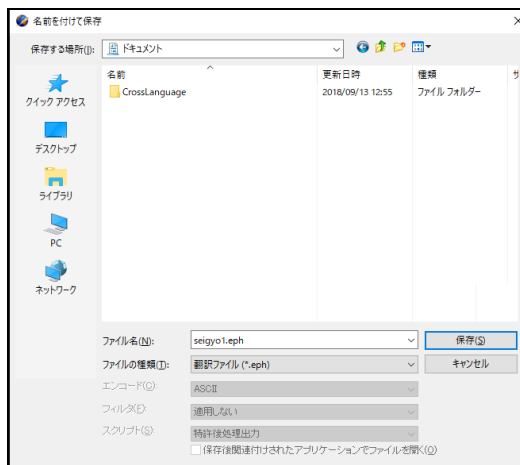 名前を付けて保存
保存する場所(I):
ドキュメント
名前
更新日時
種類
サ
CrossLanguage
2018/09/13 12:55
ファイル フォルダー
クイック アクセス
デスクトップ
ライブラリ
PC
ネットワーク
ファイル名(N):
seigyo1.eph
保存(S)
ファイルの種類(T):
翻訳ファイル (*.eph)
キャンセル
エンコード(C):
ASCII
フィルタ(F):
適用しない
スクリプト(S):
特許後処理出力
保存後関連付けされたアプリケーションでファイルを開く(O)